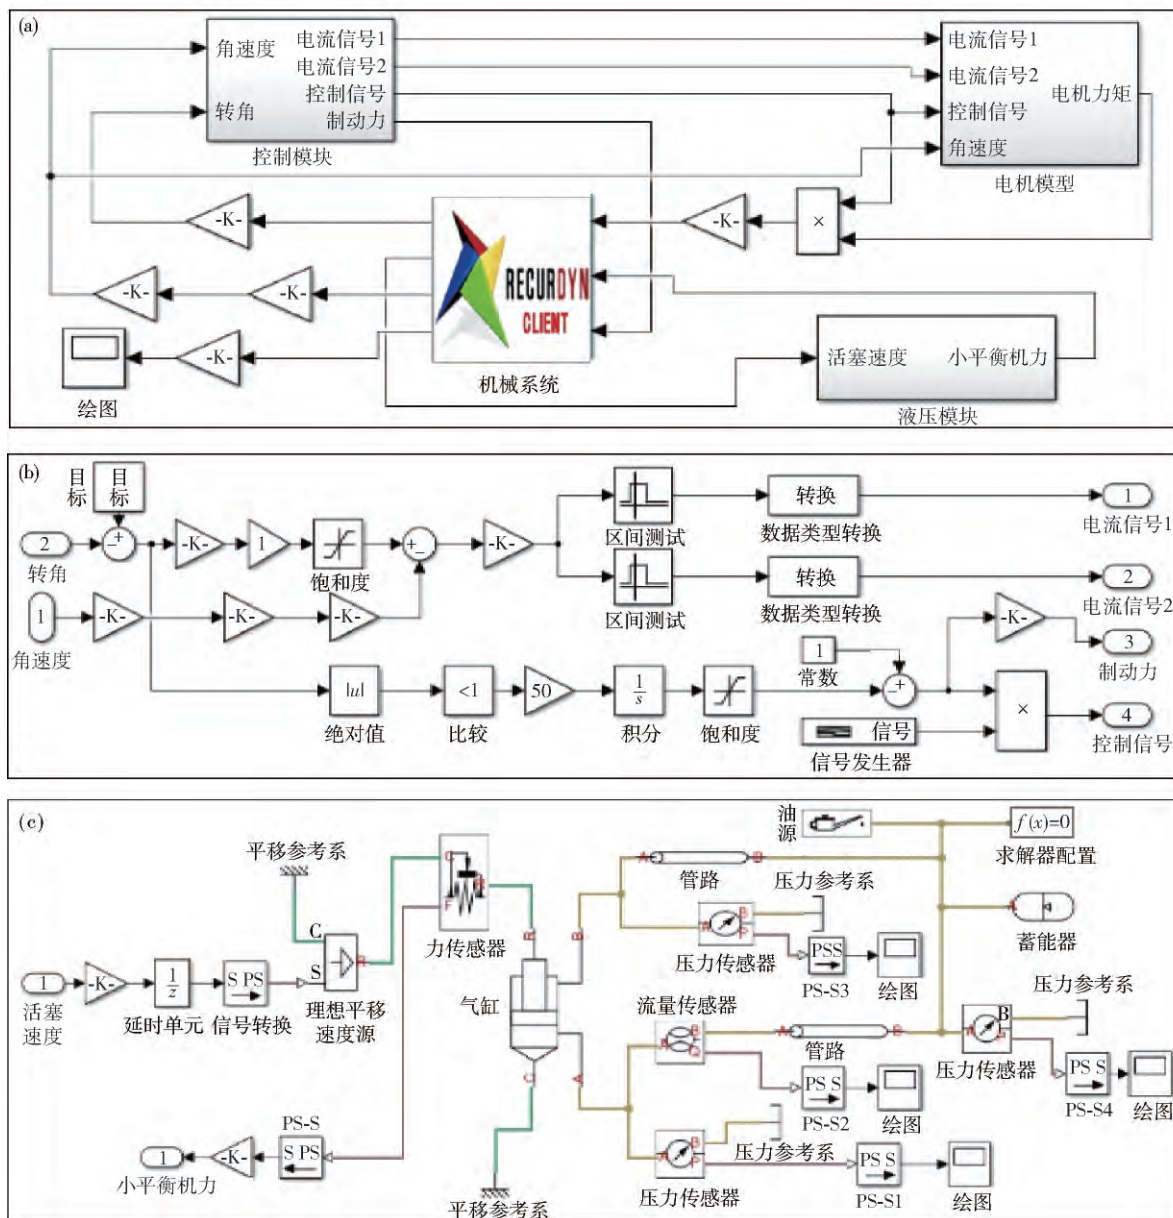 (a)
角速度
转角
电流信号1
电流信号2
控制信号
制动力
控制模块
电流信号1
电流信号2
控制信号
角速度
电机力矩
电机模型
-K-
-K-
×
-K-
-K-
-K-
RECURDYN
CLIENT
机械系统
绘图
活塞速度
小平衡机力
液压模块
(b)
目标
目标
2
转角
-K-
1
饱和度
-K-
区间测试
转换
数据类型转换
1
电流信号1
区间测试
转换
数据类型转换
2
电流信号2
1
角速度
-K-
-K-
-K-
-K-
3
制动力
|u|
绝对值
<1
比较
50
1/s
积分
饱和度
1
常数
信号
信号发生器
×
4
控制信号
(c)
平移参考系
C
S
R
理想平移
速度源
1
活塞
速度
-K-
1/z
延时单元
S PS
信号转换
C
R
F
力传感器
R
B
气缸
C
A
平移参考系
PS-S
S PS
-K-
1
小平衡机力
油源
f(x)=0
求解器配置
A
B
管路
压力参考系
A
B
P
压力传感器
PSS
PS-S3
绘图
A
蓄能器
流量传感器
A
B
Q
A
B
管路
PS S
PS-S2
绘图
压力参考系
A
B
P
压力传感器
PS S
PS-S4
绘图
A
B
P
压力参考系
压力传感器
PS S
PS-S1
绘图